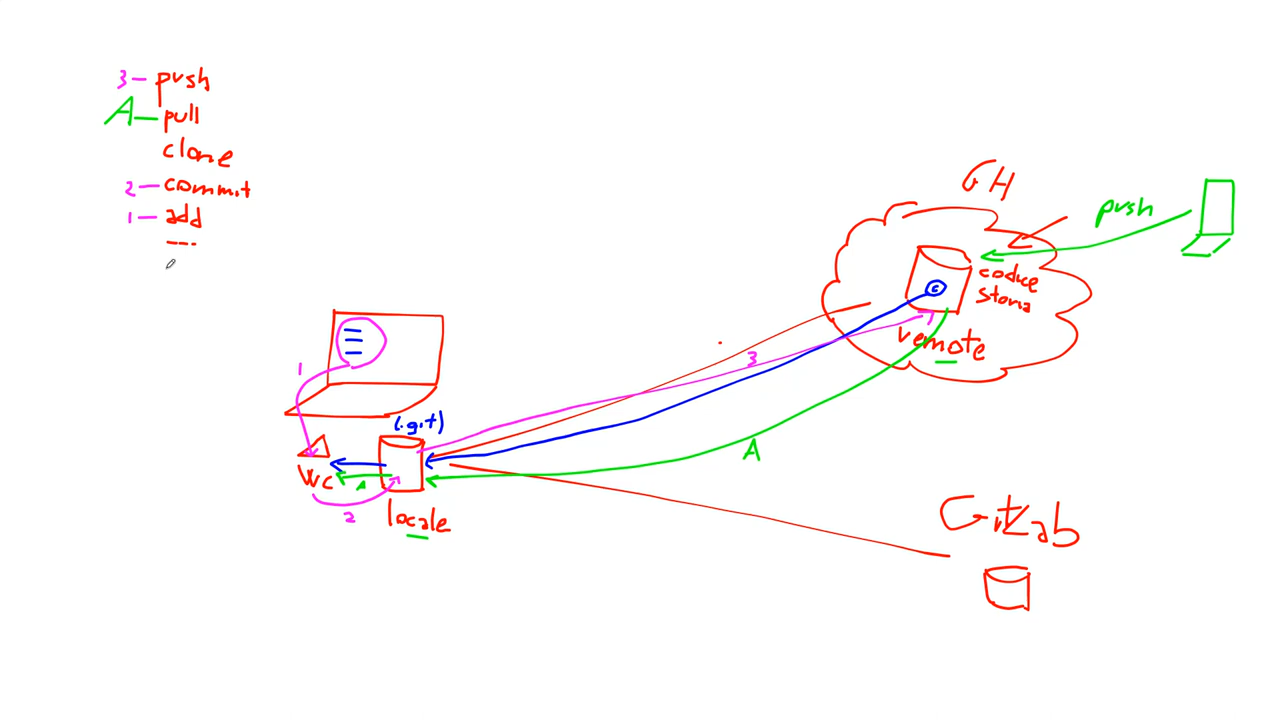 3 - push
A - pull
clone
2 - commit
1 - add
---
GH
push
c
codice
storia
remote
3
1
(.git)
A
WC
A
2
locale
GitLab